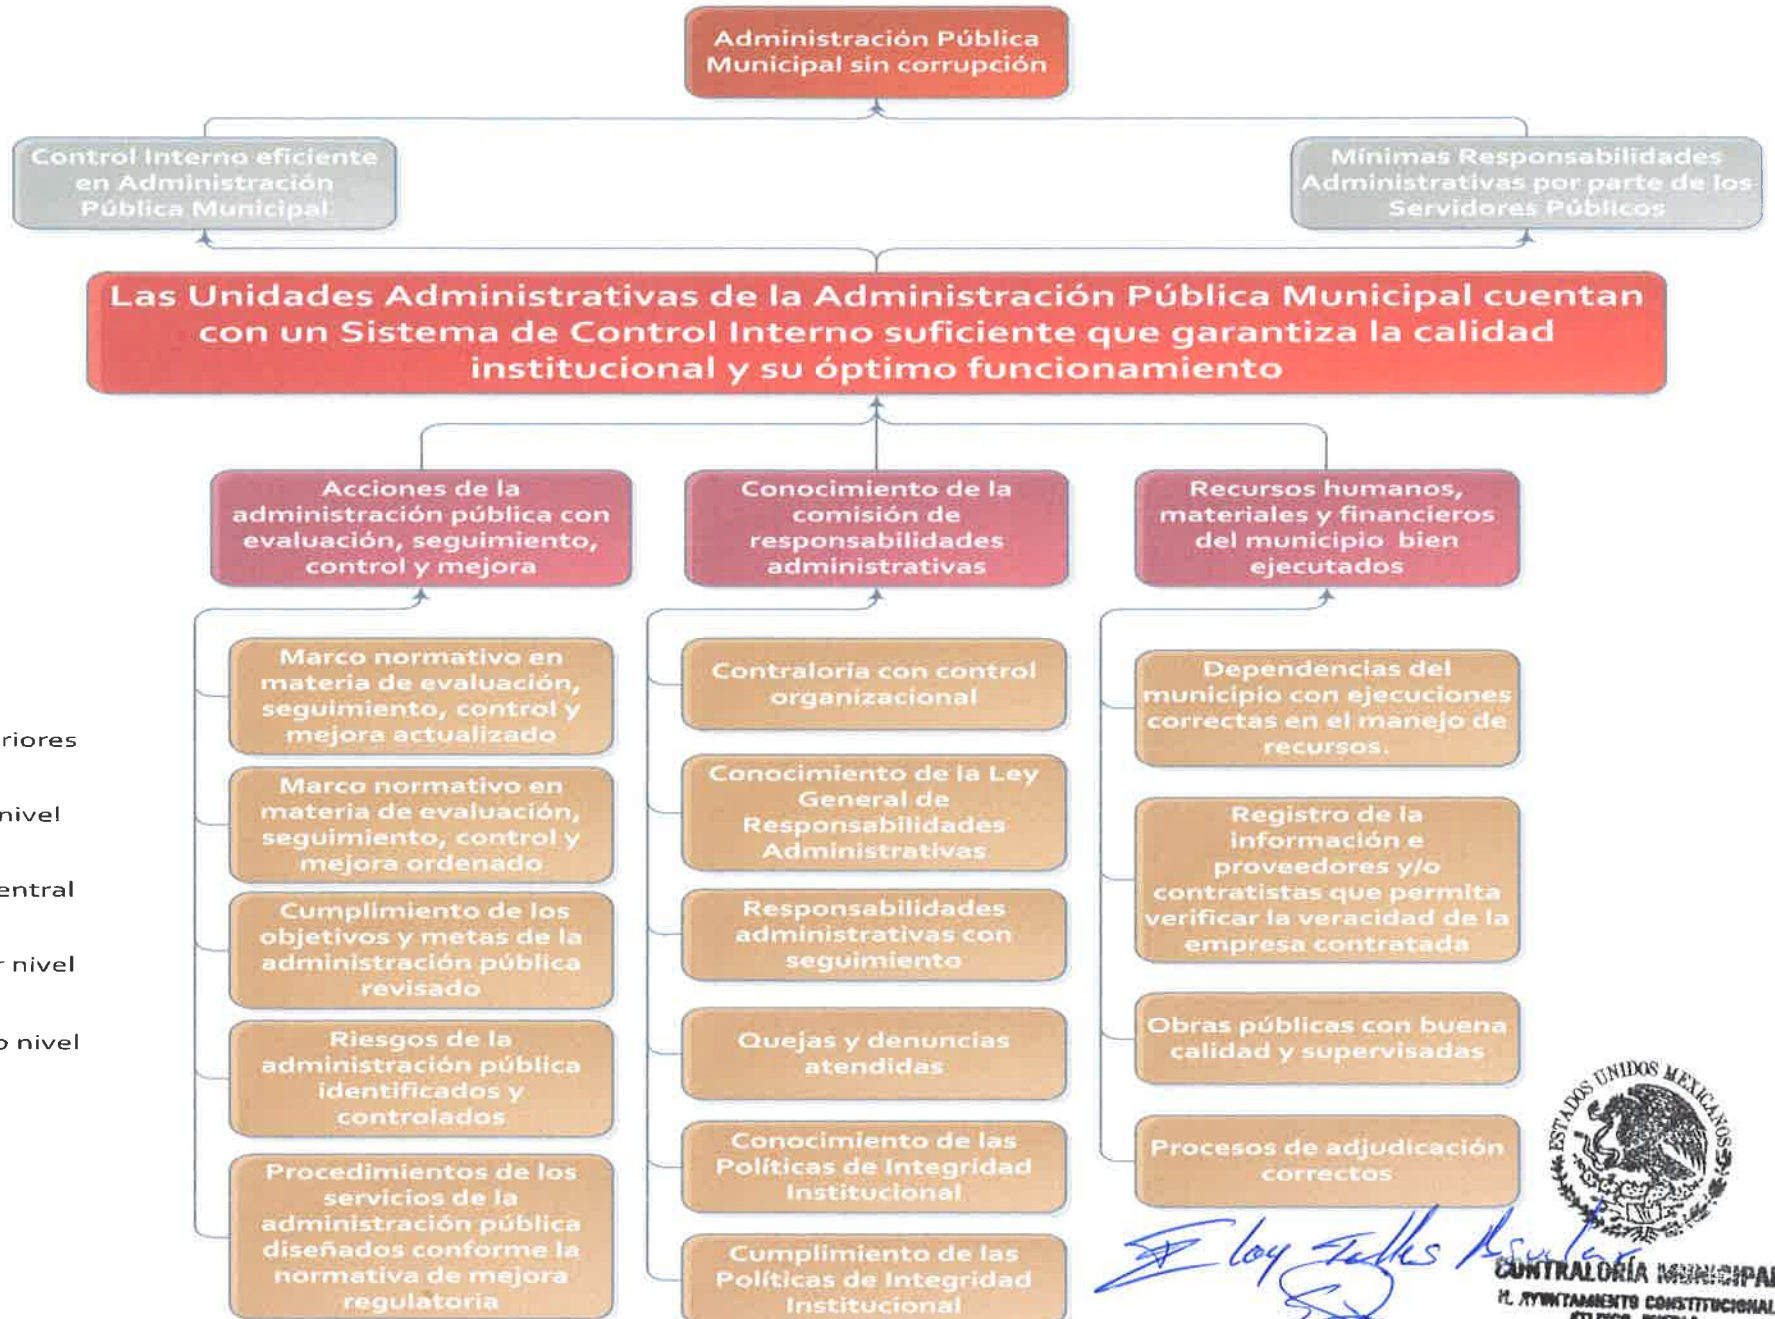 Administración Pública
Municipal sin corrupción
Control Interno eficiente
en Administración
Pública Municipal
Mínimas Responsabilidades
Administrativas por parte de los
Servidores Públicos
Las Unidades Administrativas de la Administración Pública Municipal cuentan
con un Sistema de Control Interno suficiente que garantiza la calidad
institucional y su óptimo funcionamiento
Acciones de la
administración pública con
evaluación, seguimiento,
control y mejora
Conocimiento de la
comisión de
responsabilidades
administrativas
Recursos humanos,
materiales y financieros
del municipio bien
ejecutados
Marco normativo en
materia de evaluación,
seguimiento, control y
mejora actualizado
Marco normativo en
materia de evaluación,
seguimiento, control y
mejora ordenado
Cumplimiento de los
objetivos y metas de la
administración pública
revisado
Riesgos de la
administración pública
identificados y
controlados
Procedimientos de los
servicios de la
administración pública
diseñados conforme la
normativa de mejora
regulatoria
Contraloría con control
organizacional
Conocimiento de la Ley
General de
Responsabilidades
Administrativas
Responsabilidades
administrativas con
seguimiento
Quejas y denuncias
atendidas
Conocimiento de las
Políticas de Integridad
Institucional
Cumplimiento de las
Políticas de Integridad
Institucional
Dependencias del
municipio con ejecuciones
correctas en el manejo de
recursos.
Registro de la
información e
proveedores y/o
contratistas que permita
verificar la veracidad de la
empresa contratada
Obras públicas con buena
calidad y supervisadas
Procesos de adjudicación
correctos
riores
nivel
entral
r nivel
o nivel
ESTADOS UNIDOS MEXICANOS
Eloy
CONTRALORÍA MUNICIPAL
H. AYUNTAMIENTO CONSTITUCIONAL